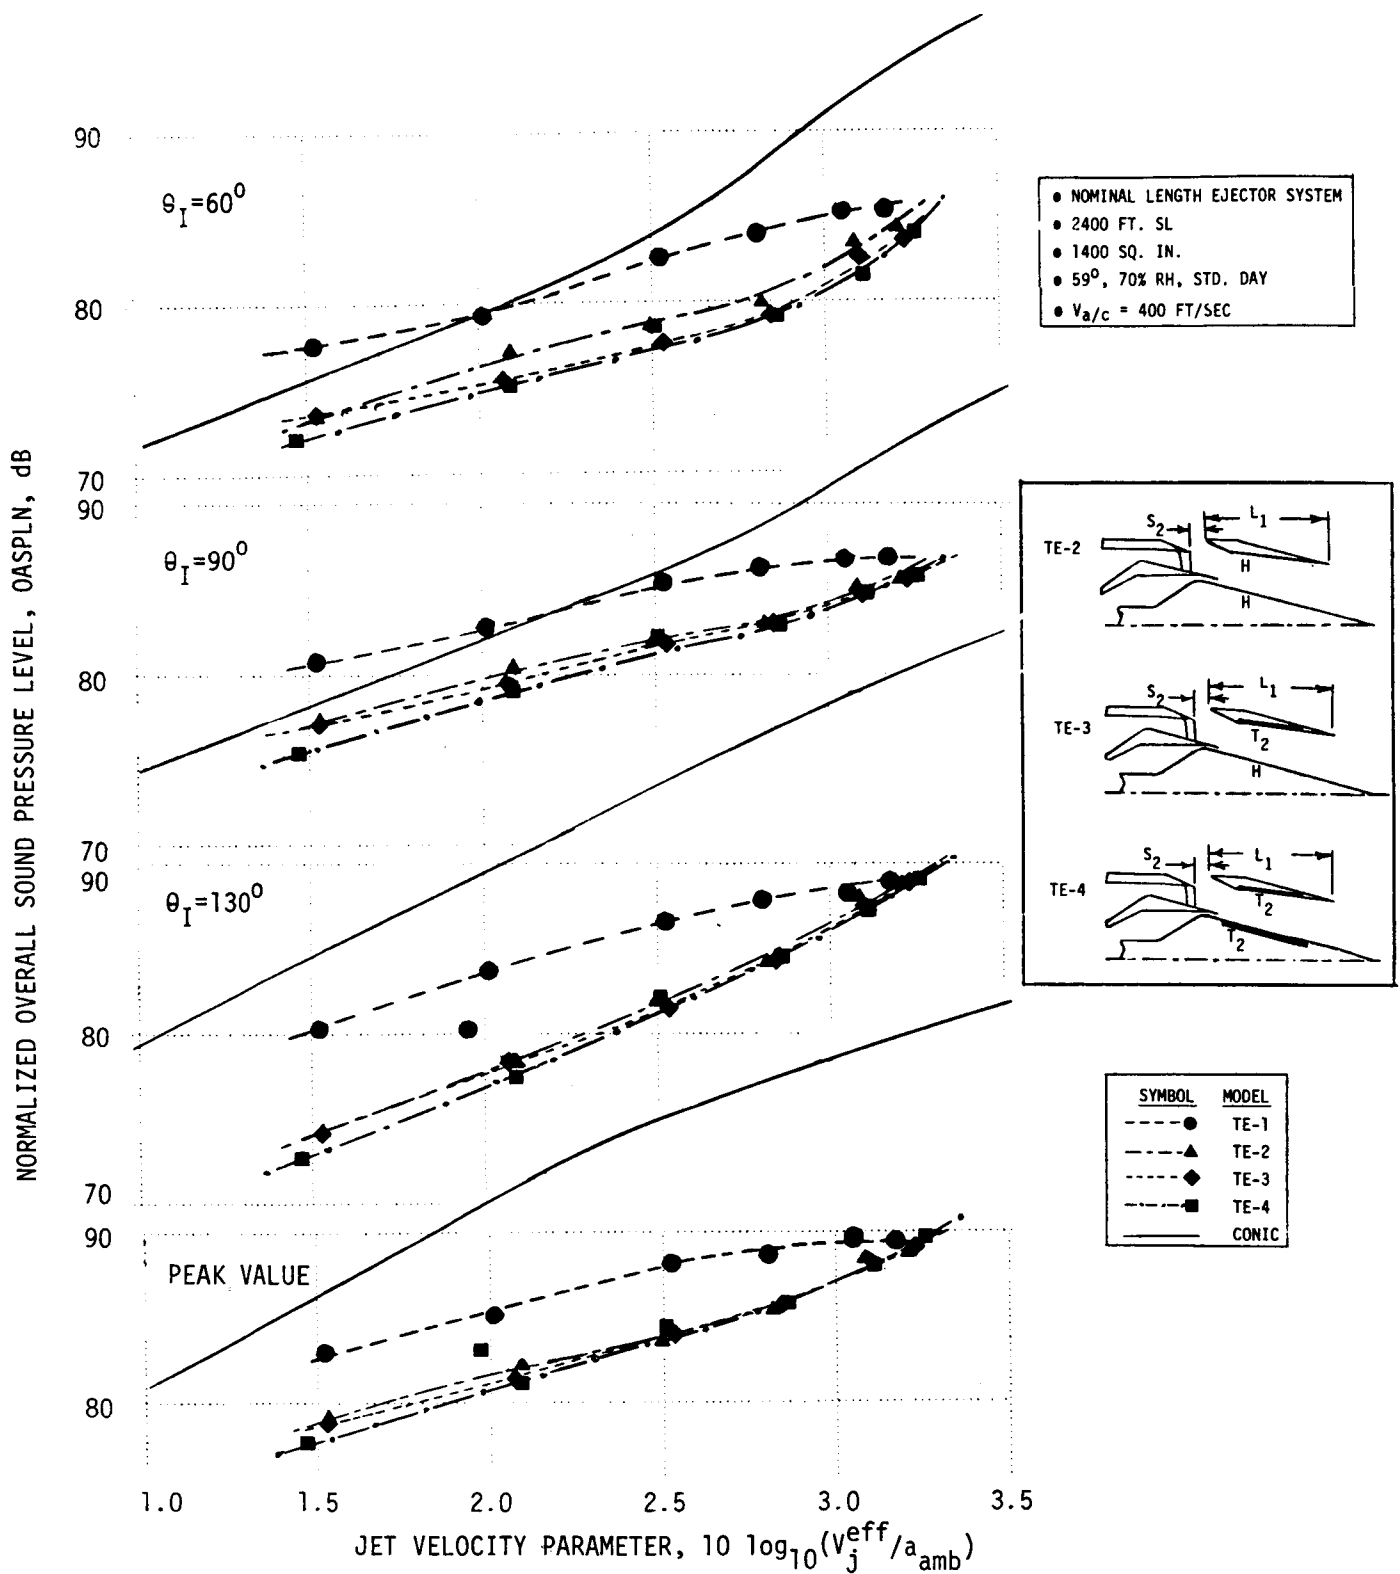 NORMALIZED OVERALL SOUND PRESSURE LEVEL, OASPLN, dB
90
θI=60⁰
80
70
90
θI=90⁰
80
70
90
θI=130⁰
80
70
90
PEAK VALUE
80
1.0 1.5 2.0 2.5 3.0 3.5
JET VELOCITY PARAMETER, 10 log10(Vjeff/aamb)
● NOMINAL LENGTH EJECTOR SYSTEM
● 2400 FT. SL
● 1400 SQ. IN.
● 59⁰, 70% RH, STD. DAY
● Va/c = 400 FT/SEC
S2 L1
TE-2
H
H
S2 L1
TE-3
T2
H
S2 L1
TE-4
T2
T2
SYMBOL MODEL
TE-1
TE-2
TE-3
TE-4
CONIC